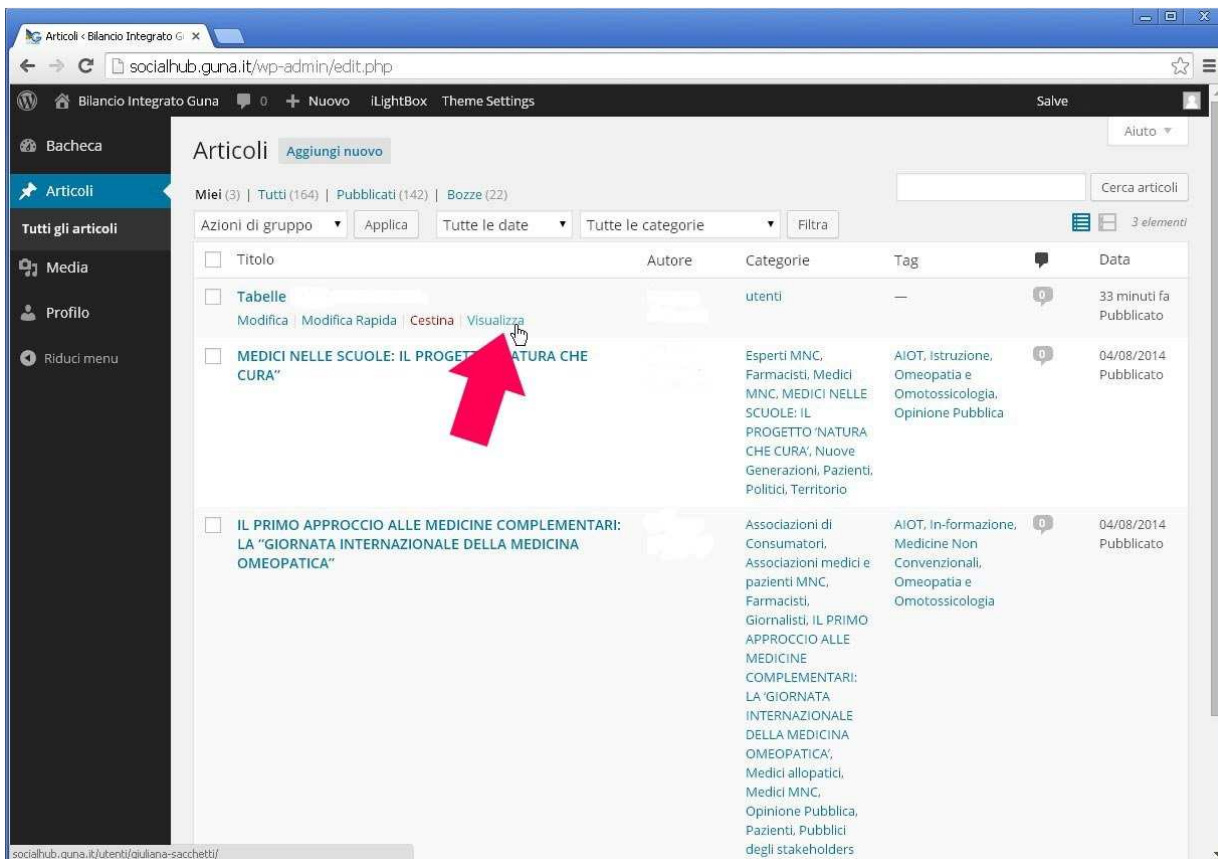 Articoli ‹ Bilancio Integrato G
socialhub.guna.it/wp-admin/edit.php
Bilancio Integrato Guna 0 + Nuovo iLightBox Theme Settings Salve
Bacheca
Articoli
Tutti gli articoli
Media
Profilo
Riduci menu
Aiuto
Articoli Aggiungi nuovo
Miei (3) | Tutti (164) | Pubblicati (142) | Bozze (22)
Cerca articoli
Azioni di gruppo Applica Tutte le date Tutte le categorie Filtra 3 elementi
Titolo Autore Categorie Tag Data
Tabelle
Modifica | Modifica Rapida | Cestina | Visualizza
utenti
—
0
33 minuti fa
Pubblicato
MEDICI NELLE SCUOLE: IL PROGETTO NATURA CHE
CURA”
Esperti MNC,
Farmacisti, Medici
MNC, MEDICI NELLE
SCUOLE: IL
PROGETTO ‘NATURA
CHE CURA’, Nuove
Generazioni, Pazienti,
Politici, Territorio
AIOT, Istruzione,
Omeopatia e
Omotossicologia,
Opinione Pubblica
0
04/08/2014
Pubblicato
IL PRIMO APPROCCIO ALLE MEDICINE COMPLEMENTARI:
LA “GIORNATA INTERNAZIONALE DELLA MEDICINA
OMEOPATICA”
Associazioni di
Consumatori,
Associazioni medici e
pazienti MNC,
Farmacisti,
Giornalisti, IL PRIMO
APPROCCIO ALLE
MEDICINE
COMPLEMENTARI:
LA ‘GIORNATA
INTERNAZIONALE
DELLA MEDICINA
OMEOPATICA’,
Medici allopatici,
Medici MNC,
Opinione Pubblica,
Pazienti, Pubblici
degli stakeholders
AIOT, In-formazione,
Medicine Non
Convenzionali,
Omeopatia e
Omotossicologia
0
04/08/2014
Pubblicato
socialhub.guna.it/utenti/giuliana-sacchetti/